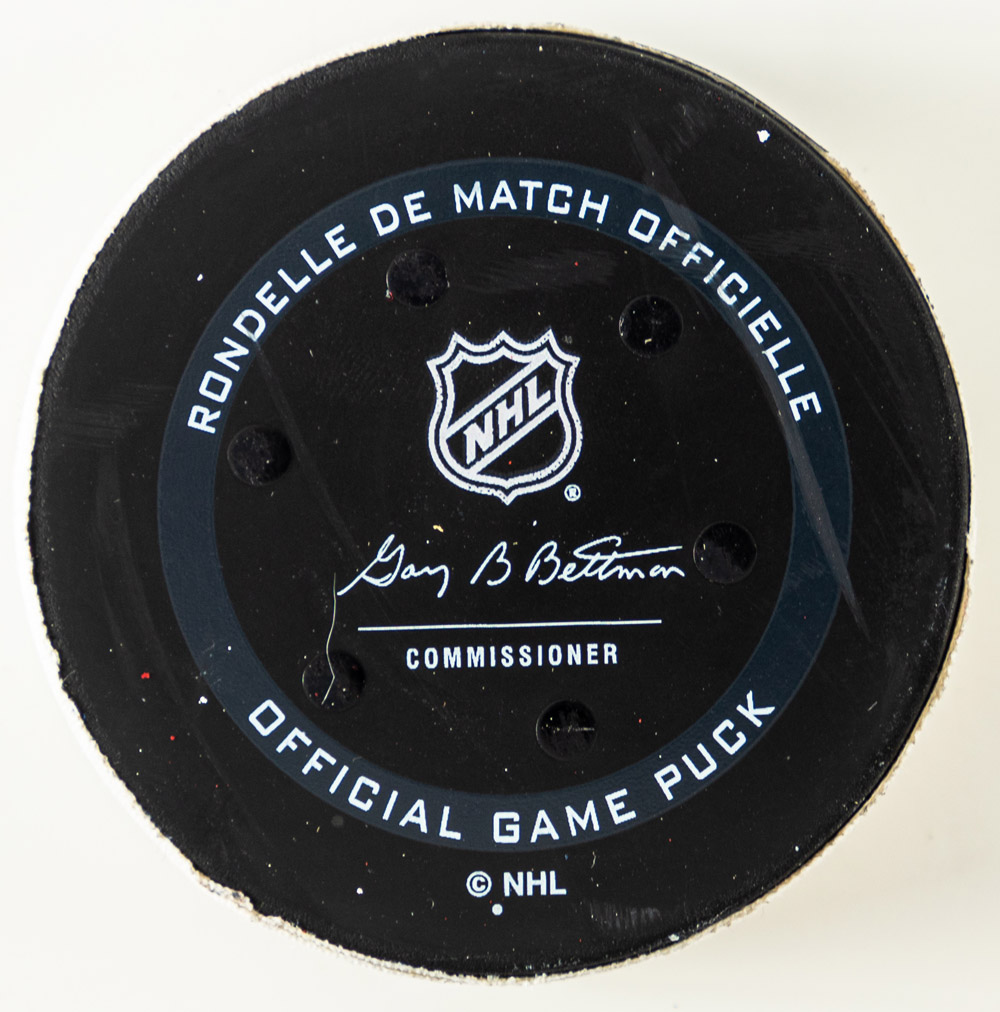 RONDELLE DE MATCH OFFICIELLE
NHL
®
Gary B Bettman
COMMISSIONER
OFFICIAL GAME PUCK
© NHL